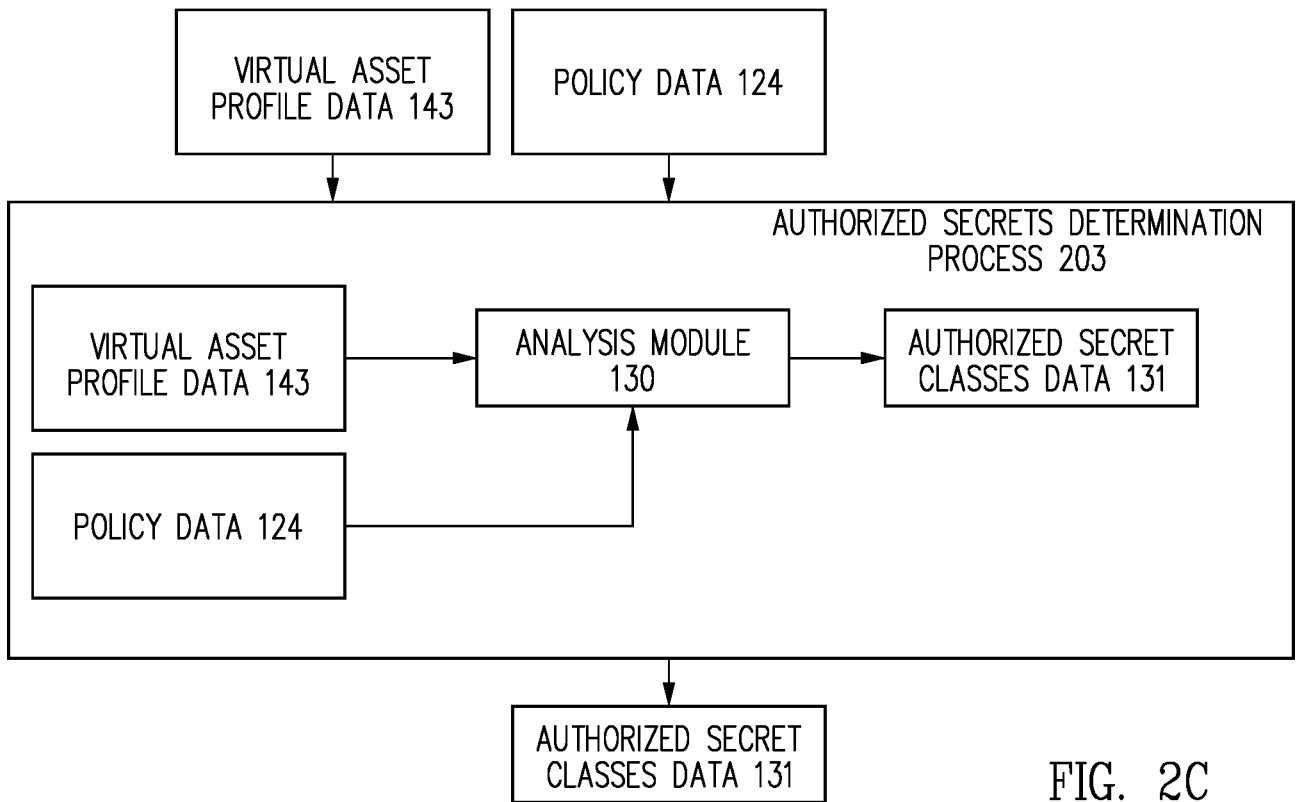 VIRTUAL ASSET
PROFILE DATA 143
POLICY DATA 124
AUTHORIZED SECRETS DETERMINATION
PROCESS 203
VIRTUAL ASSET
PROFILE DATA 143
ANALYSIS MODULE
130
AUTHORIZED SECRET
CLASSES DATA 131
POLICY DATA 124
AUTHORIZED SECRET
CLASSES DATA 131
FIG. 2C